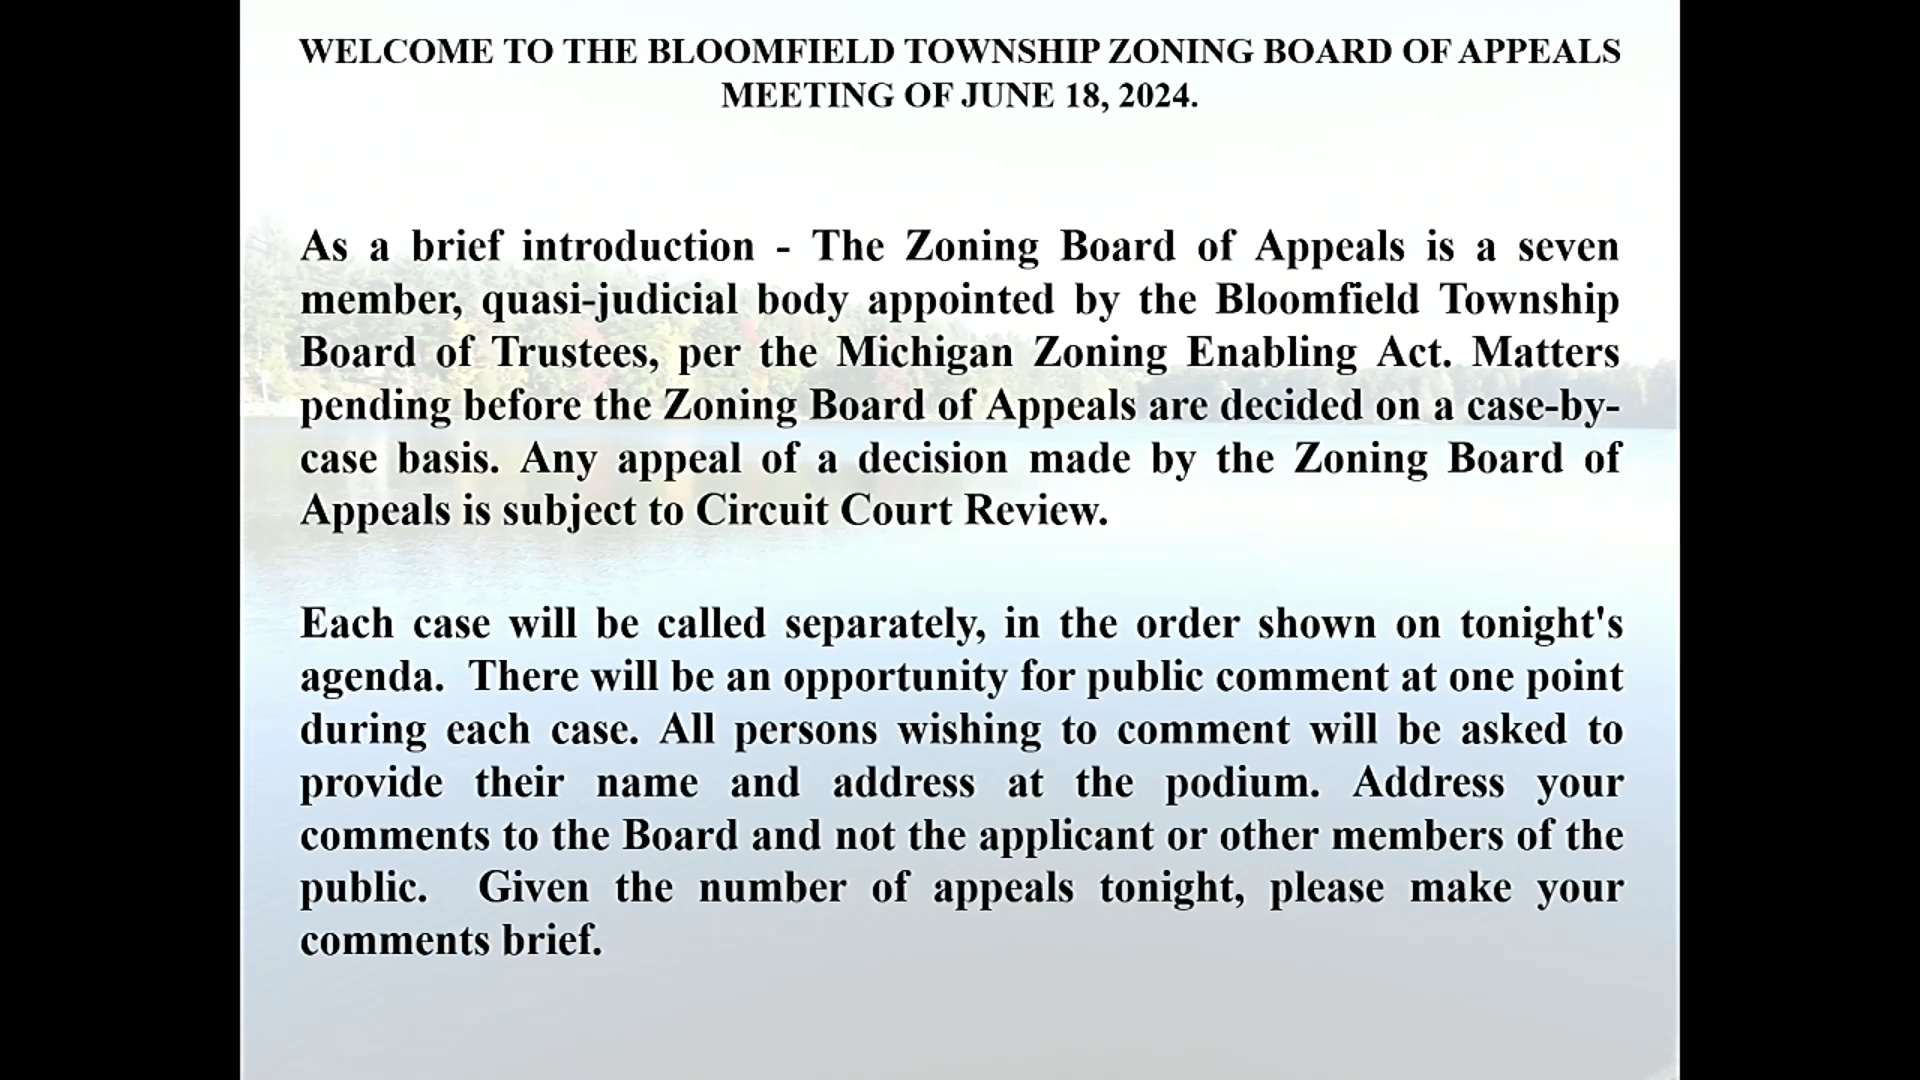 WELCOME TO THE BLOOMFIELD TOWNSHIP ZONING BOARD OF APPEALS
MEETING OF JUNE 18, 2024.
As a brief introduction - The Zoning Board of Appeals is a seven
member, quasi-judicial body appointed by the Bloomfield Township
Board of Trustees, per the Michigan Zoning Enabling Act. Matters
pending before the Zoning Board of Appeals are decided on a case-by-
case basis. Any appeal of a decision made by the Zoning Board of
Appeals is subject to Circuit Court Review.
Each case will be called separately, in the order shown on tonight's
agenda.  There will be an opportunity for public comment at one point
during each case. All persons wishing to comment will be asked to
provide their name and address at the podium. Address your
comments to the Board and not the applicant or other members of the
public.  Given the number of appeals tonight, please make your
comments brief.